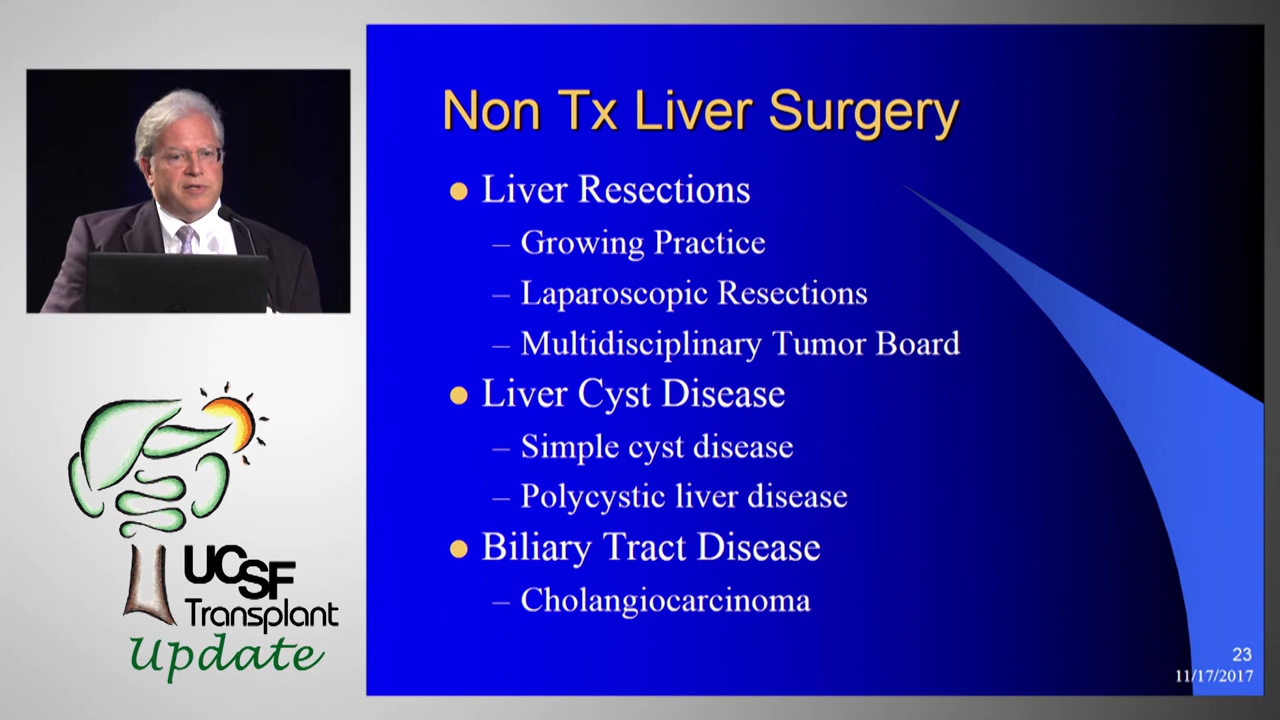 Non Tx Liver Surgery
Liver Resections
– Growing Practice
– Laparoscopic Resections
– Multidisciplinary Tumor Board
Liver Cyst Disease
– Simple cyst disease
– Polycystic liver disease
Biliary Tract Disease
– Cholangiocarcinoma
23
11/17/2017
UCSF
Transplant
Update